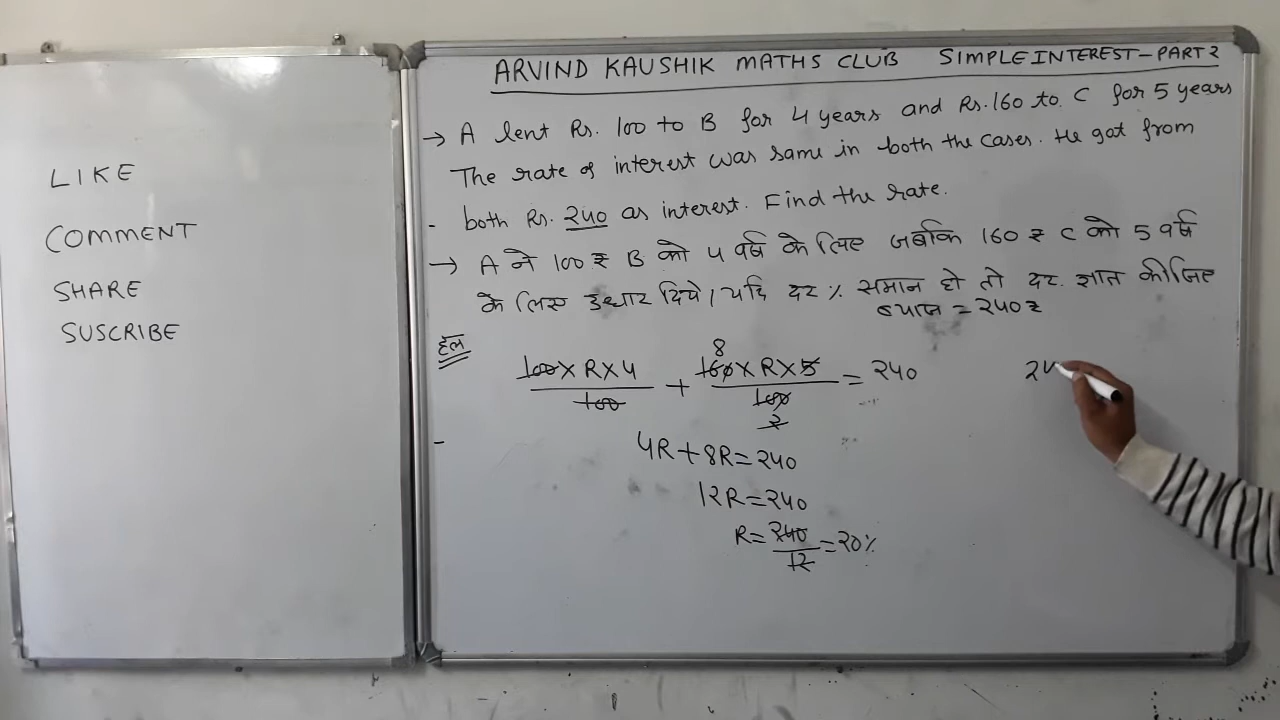 LIKE
COMMENT
SHARE
SUSCRIBE
ARVIND KAUSHIK MATHS CLUB SIMPLE INTEREST-PART 2
→ A lent Rs. 100 to B for 4 years and Rs. 160 to C for 5 years
The rate of interest was same in both the cases. He got from
both Rs. 240 as interest. Find the rate.
→ A ने 100 ₹ B को 4 वर्ष के लिए जबकि 160 ₹ C को 5 वर्ष
के लिए उधार दिये। यदि दर % समान हो तो दर ज्ञात कीजिए
ब्याज = 240 ₹
हल
8
100 × R × 4 + 160 × R × 5 = 240
100 100
2
4R + 8R = 240
12R = 240
R = 240 = 20%
12
24